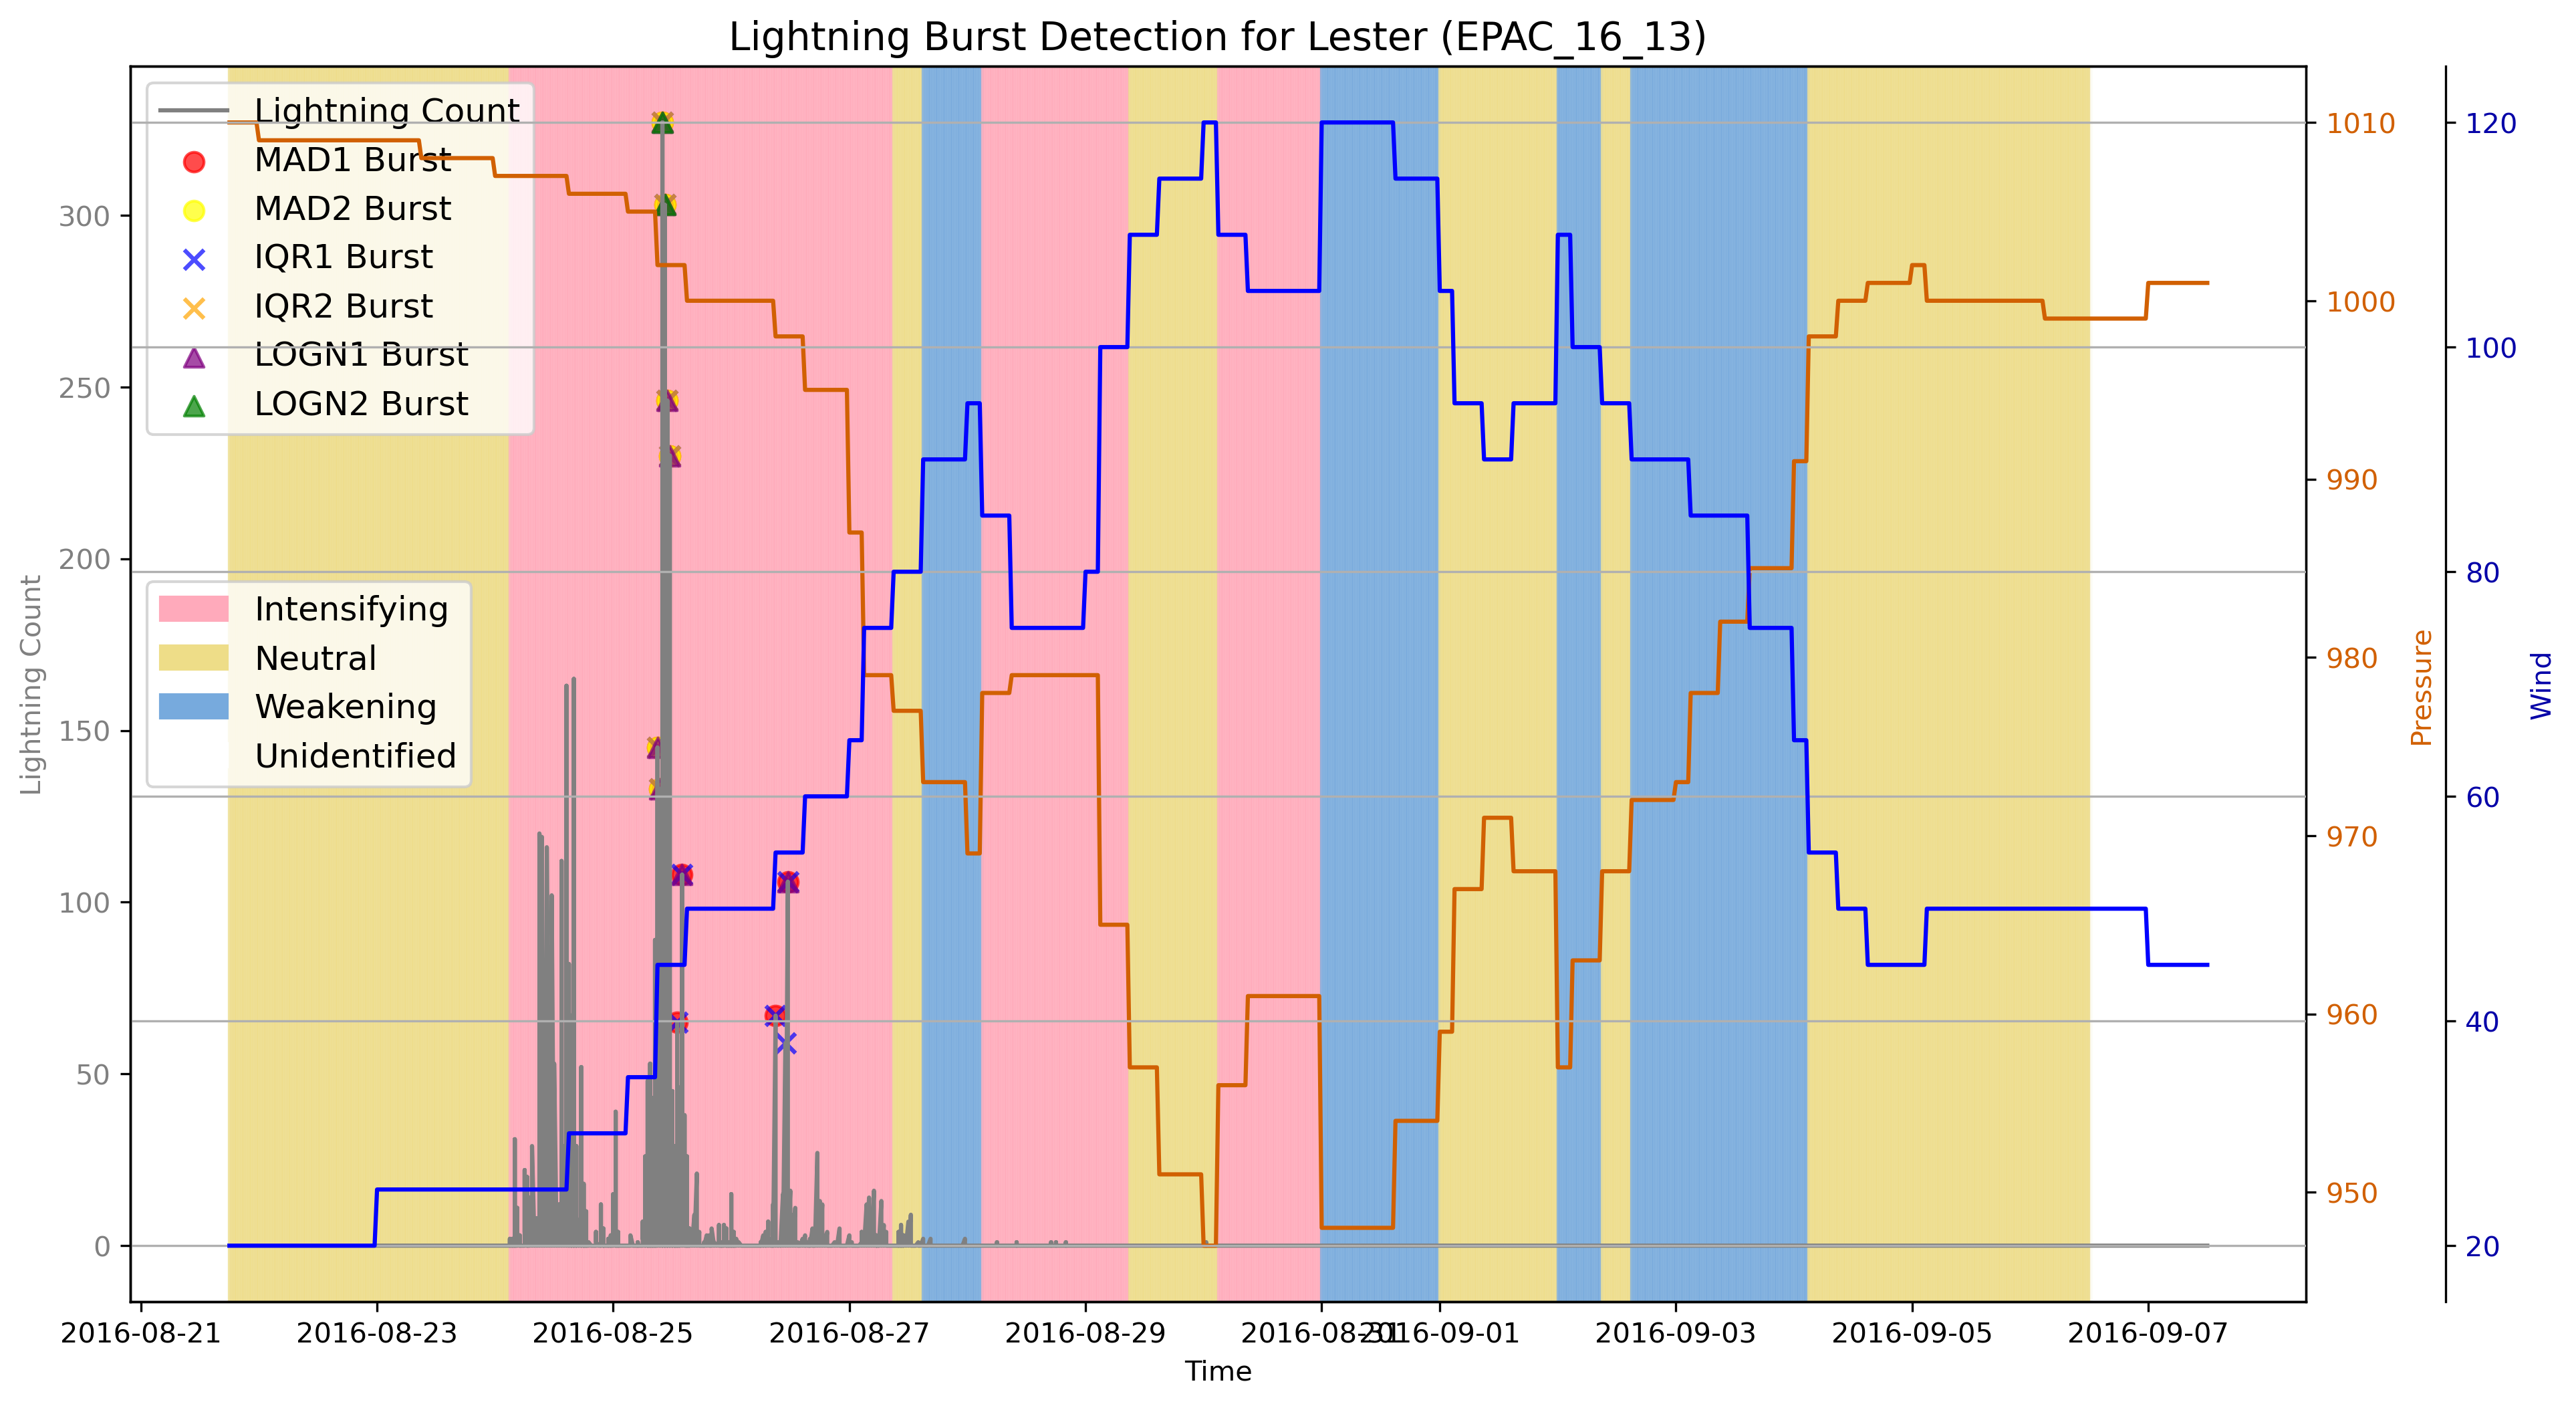 Lightning Burst Detection for Lester (EPAC_16_13)
Lightning Count
MAD1 Burst
MAD2 Burst
IQR1 Burst
IQR2 Burst
LOGN1 Burst
LOGN2 Burst
Intensifying
Neutral
Weakening
Unidentified
Lightning Count
300
250
200
150
100
50
0
1010
1000
990
980
970
960
950
Pressure
120
100
80
60
40
20
Wind
2016-08-21 2016-08-23 2016-08-25 2016-08-27 2016-08-29 2016-08-31 2016-09-01 2016-09-03 2016-09-05 2016-09-07
Time